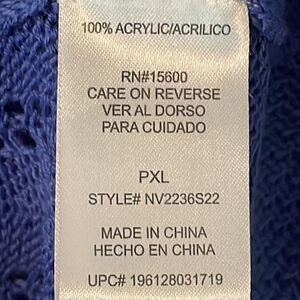 100% ACRYLIC/ACRILICO
RN#15600
CARE ON REVERSE
VER AL DORSO
PARA CUIDADO
PXL
STYLE# NV2236S22
MADE IN CHINA
HECHO EN CHINA
UPC# 196128031719